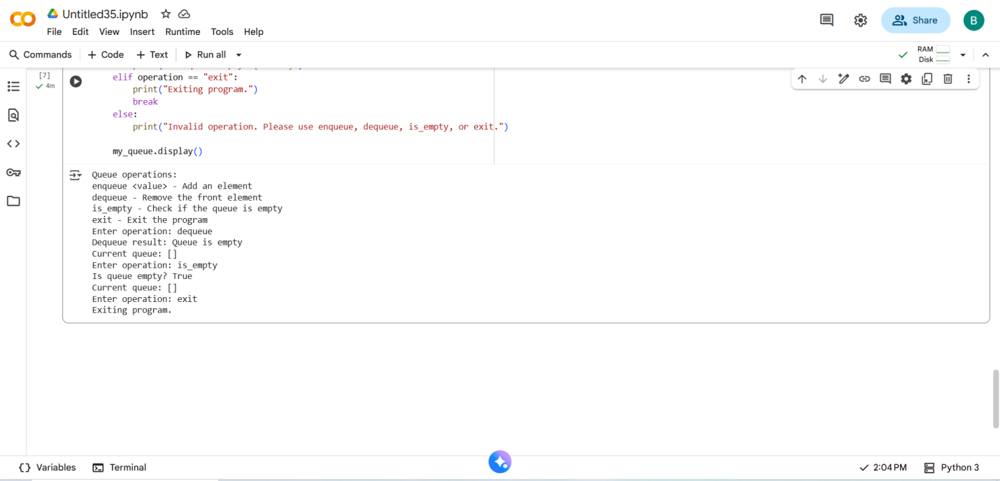 Untitled35.ipynb
File Edit View Insert Runtime Tools Help
Share
B
Commands + Code + Text Run all
RAM
Disk
[7]
4m
elif operation == "exit":
print("Exiting program.")
break
else:
print("Invalid operation. Please use enqueue, dequeue, is_empty, or exit.")
my_queue.display()
Queue operations:
enqueue <value> - Add an element
dequeue - Remove the front element
is_empty - Check if the queue is empty
exit - Exit the program
Enter operation: dequeue
Dequeue result: Queue is empty
Current queue: []
Enter operation: is_empty
Is queue empty? True
Current queue: []
Enter operation: exit
Exiting program.
{} Variables Terminal
2:04 PM Python 3